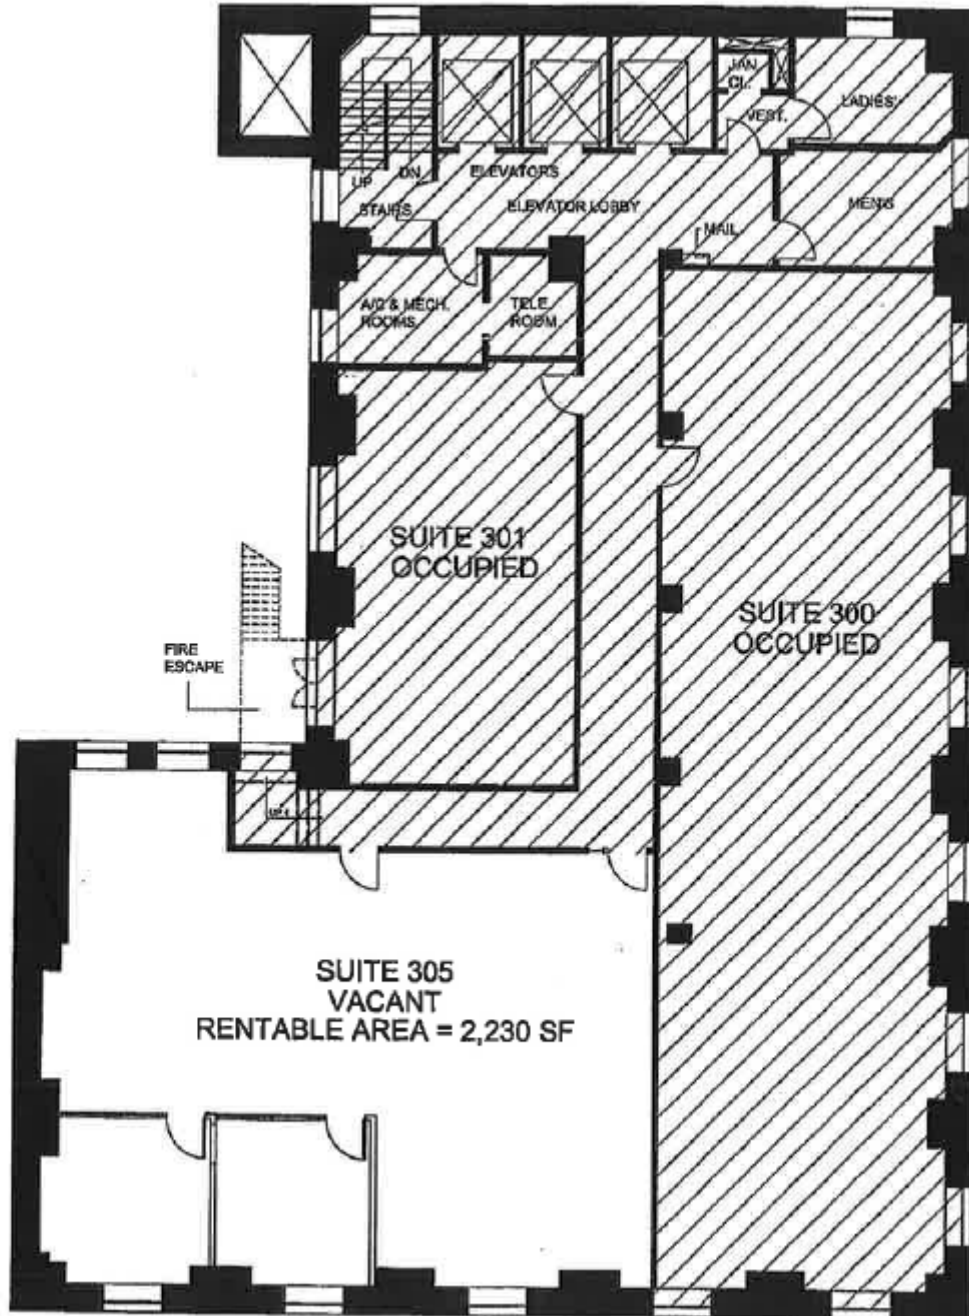 JAN
CL.
LADIES'
VEST.
ELEVATORS
UP
DN
STAIRS
ELEVATOR LOBBY
MEN'S
MAIL
A/C & MECH.
ROOMS
TELE.
ROOM
SUITE 301
OCCUPIED
SUITE 300
OCCUPIED
FIRE
ESCAPE
SUITE 305
VACANT
RENTABLE AREA = 2,230 SF